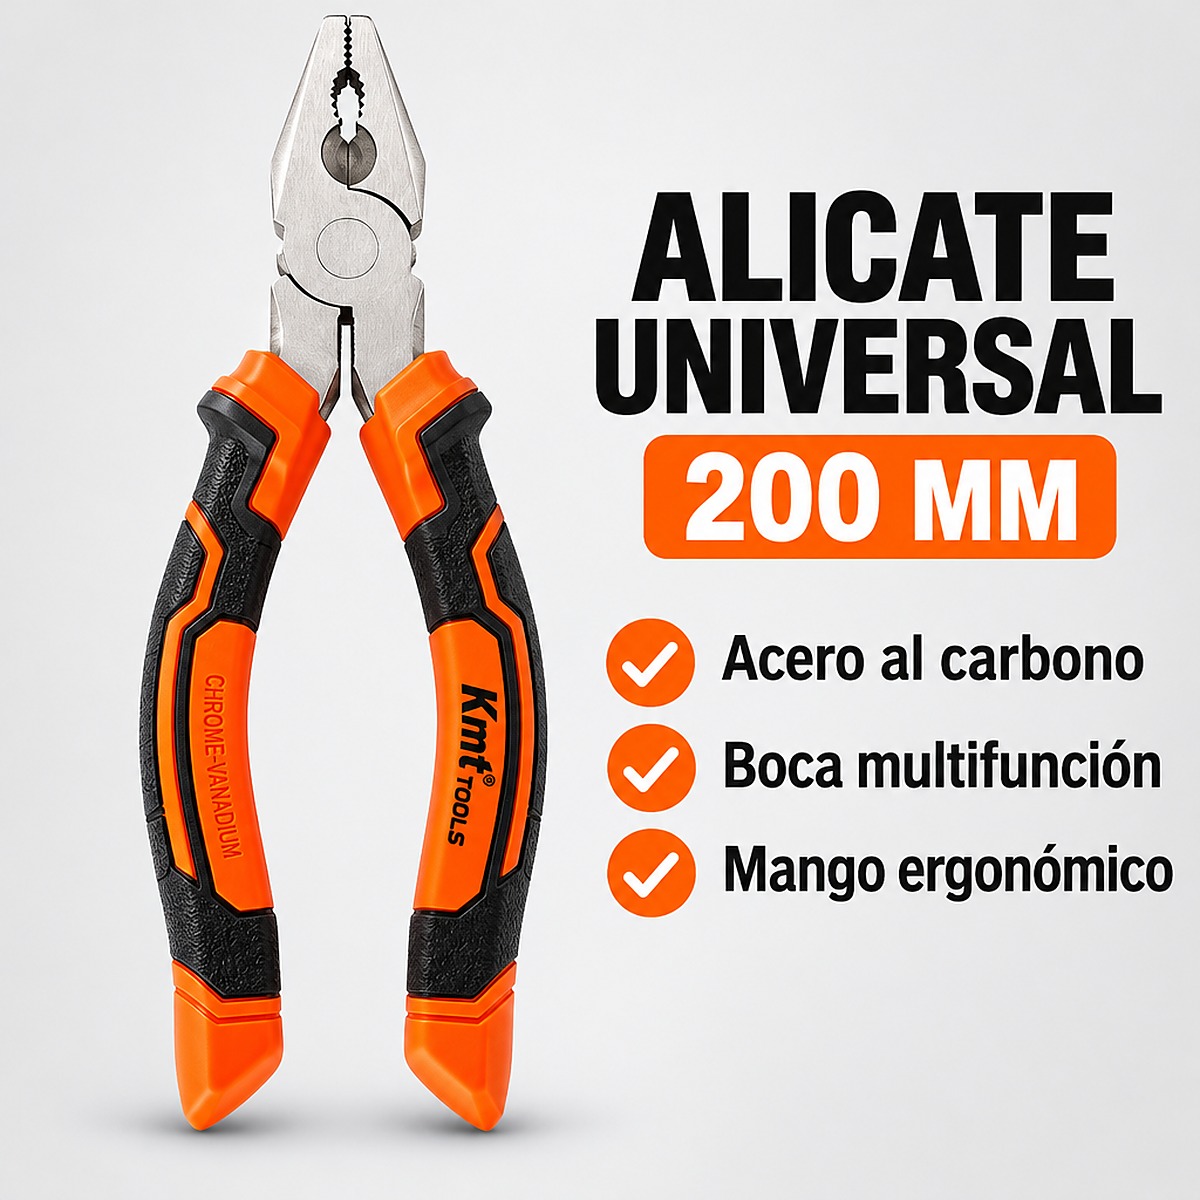 ALICATE
UNIVERSAL
200 MM
Acero al carbono
Boca multifunción
Mango ergonómico
CHROME-VANADIUM
Kmt® TOOLS